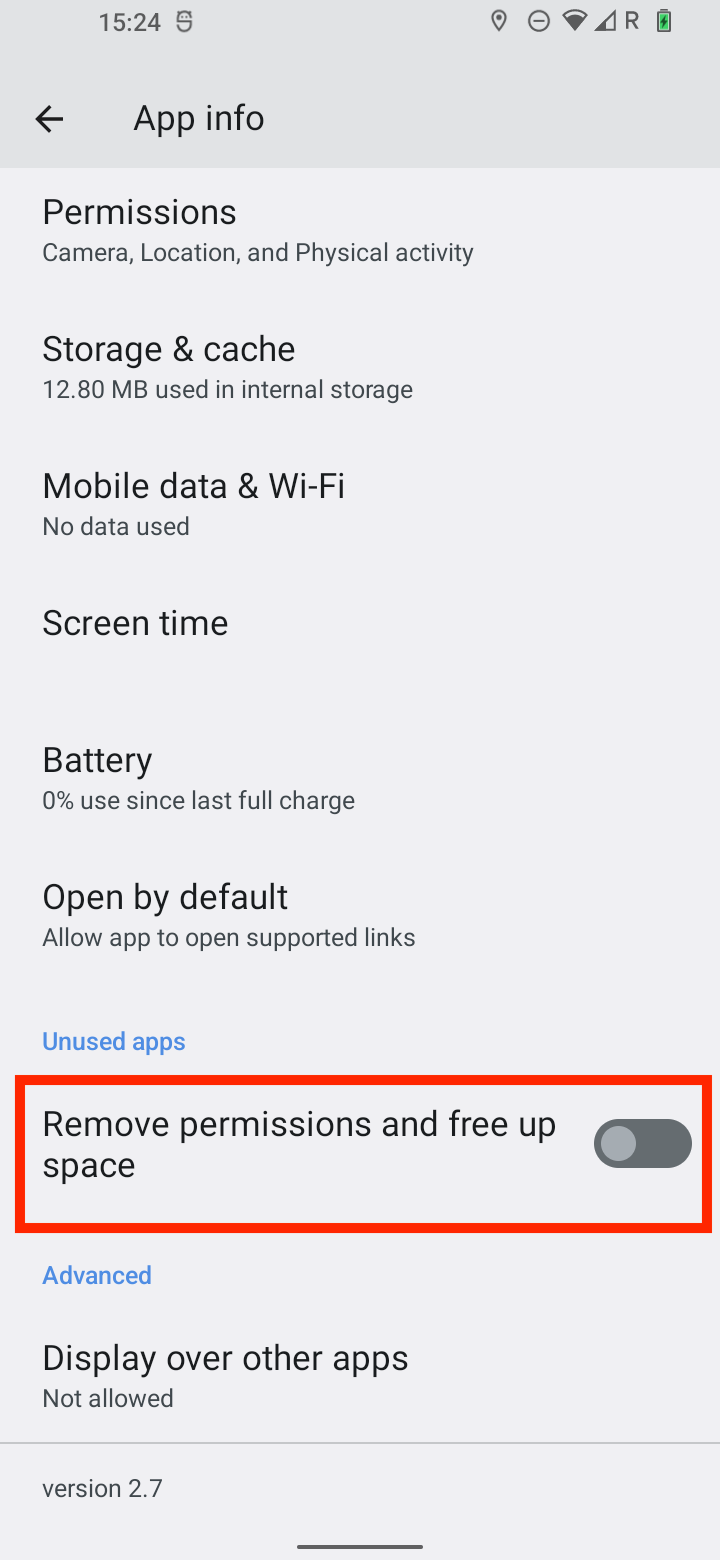 15:24 R
App info
Permissions
Camera, Location, and Physical activity
Storage & cache
12.80 MB used in internal storage
Mobile data & Wi-Fi
No data used
Screen time
Battery
0% use since last full charge
Open by default
Allow app to open supported links
Unused apps
Remove permissions and free up
space
Advanced
Display over other apps
Not allowed
version 2.7